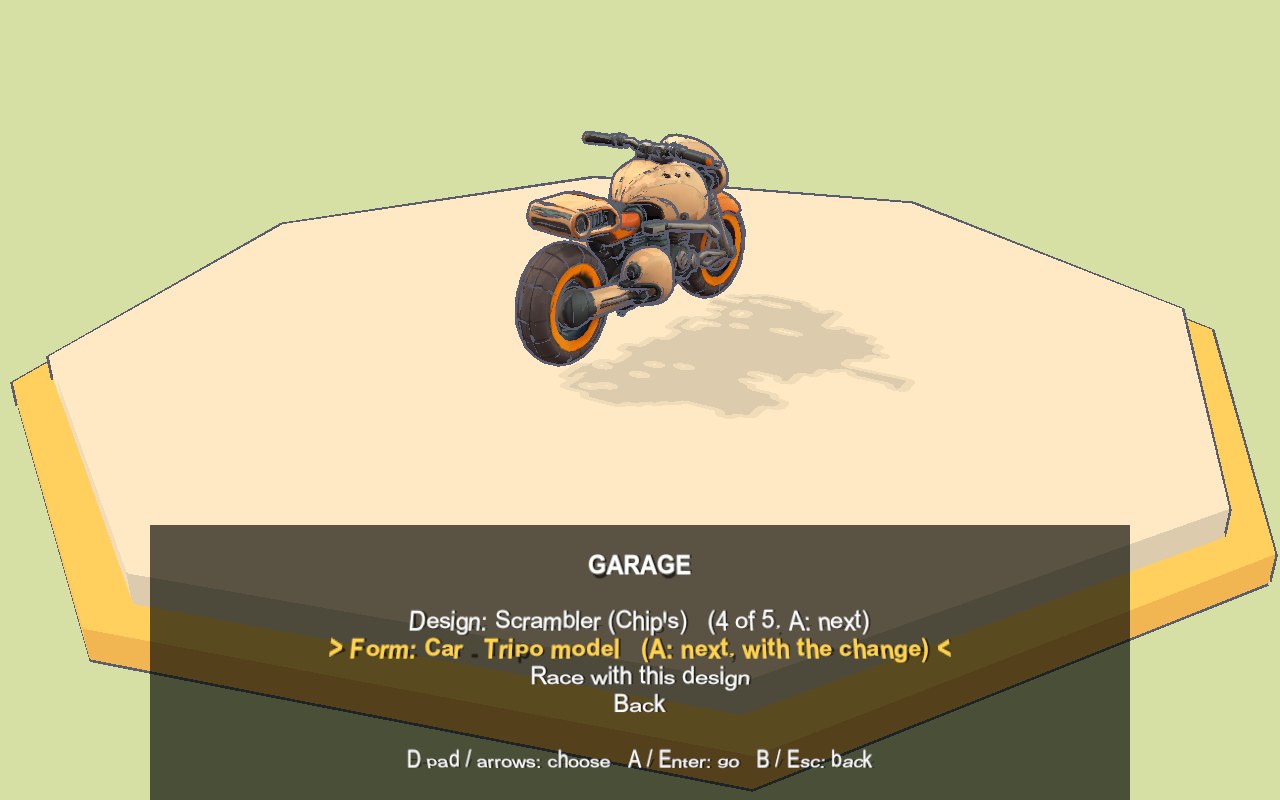 GARAGE
Design: Scrambler (Chip's) (4 of 5. A: next)
> Form: Car - Tripo model (A: next, with the change) <
Race with this design
Back
D pad / arrows: choose A / Enter: go B / Esc: back